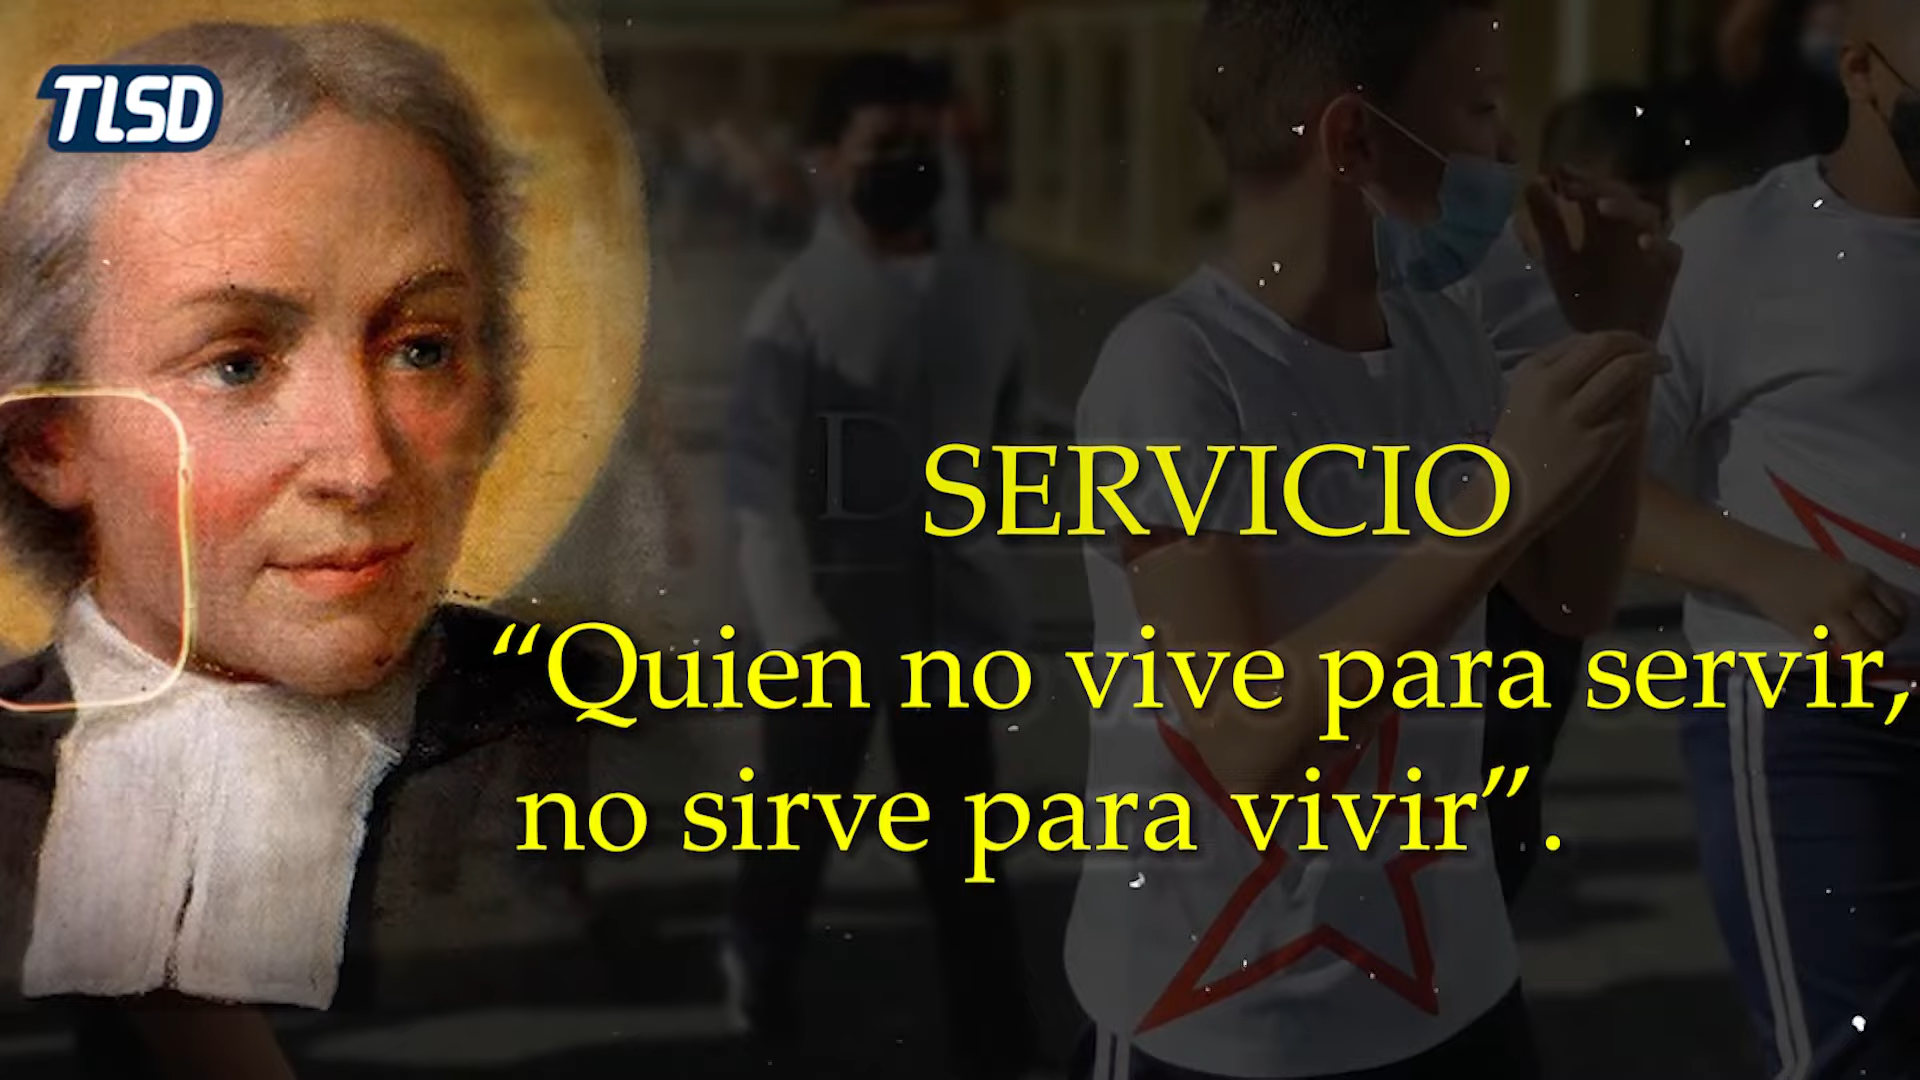 TLSD
SERVICIO
“Quien no vive para servir,
no sirve para vivir”.